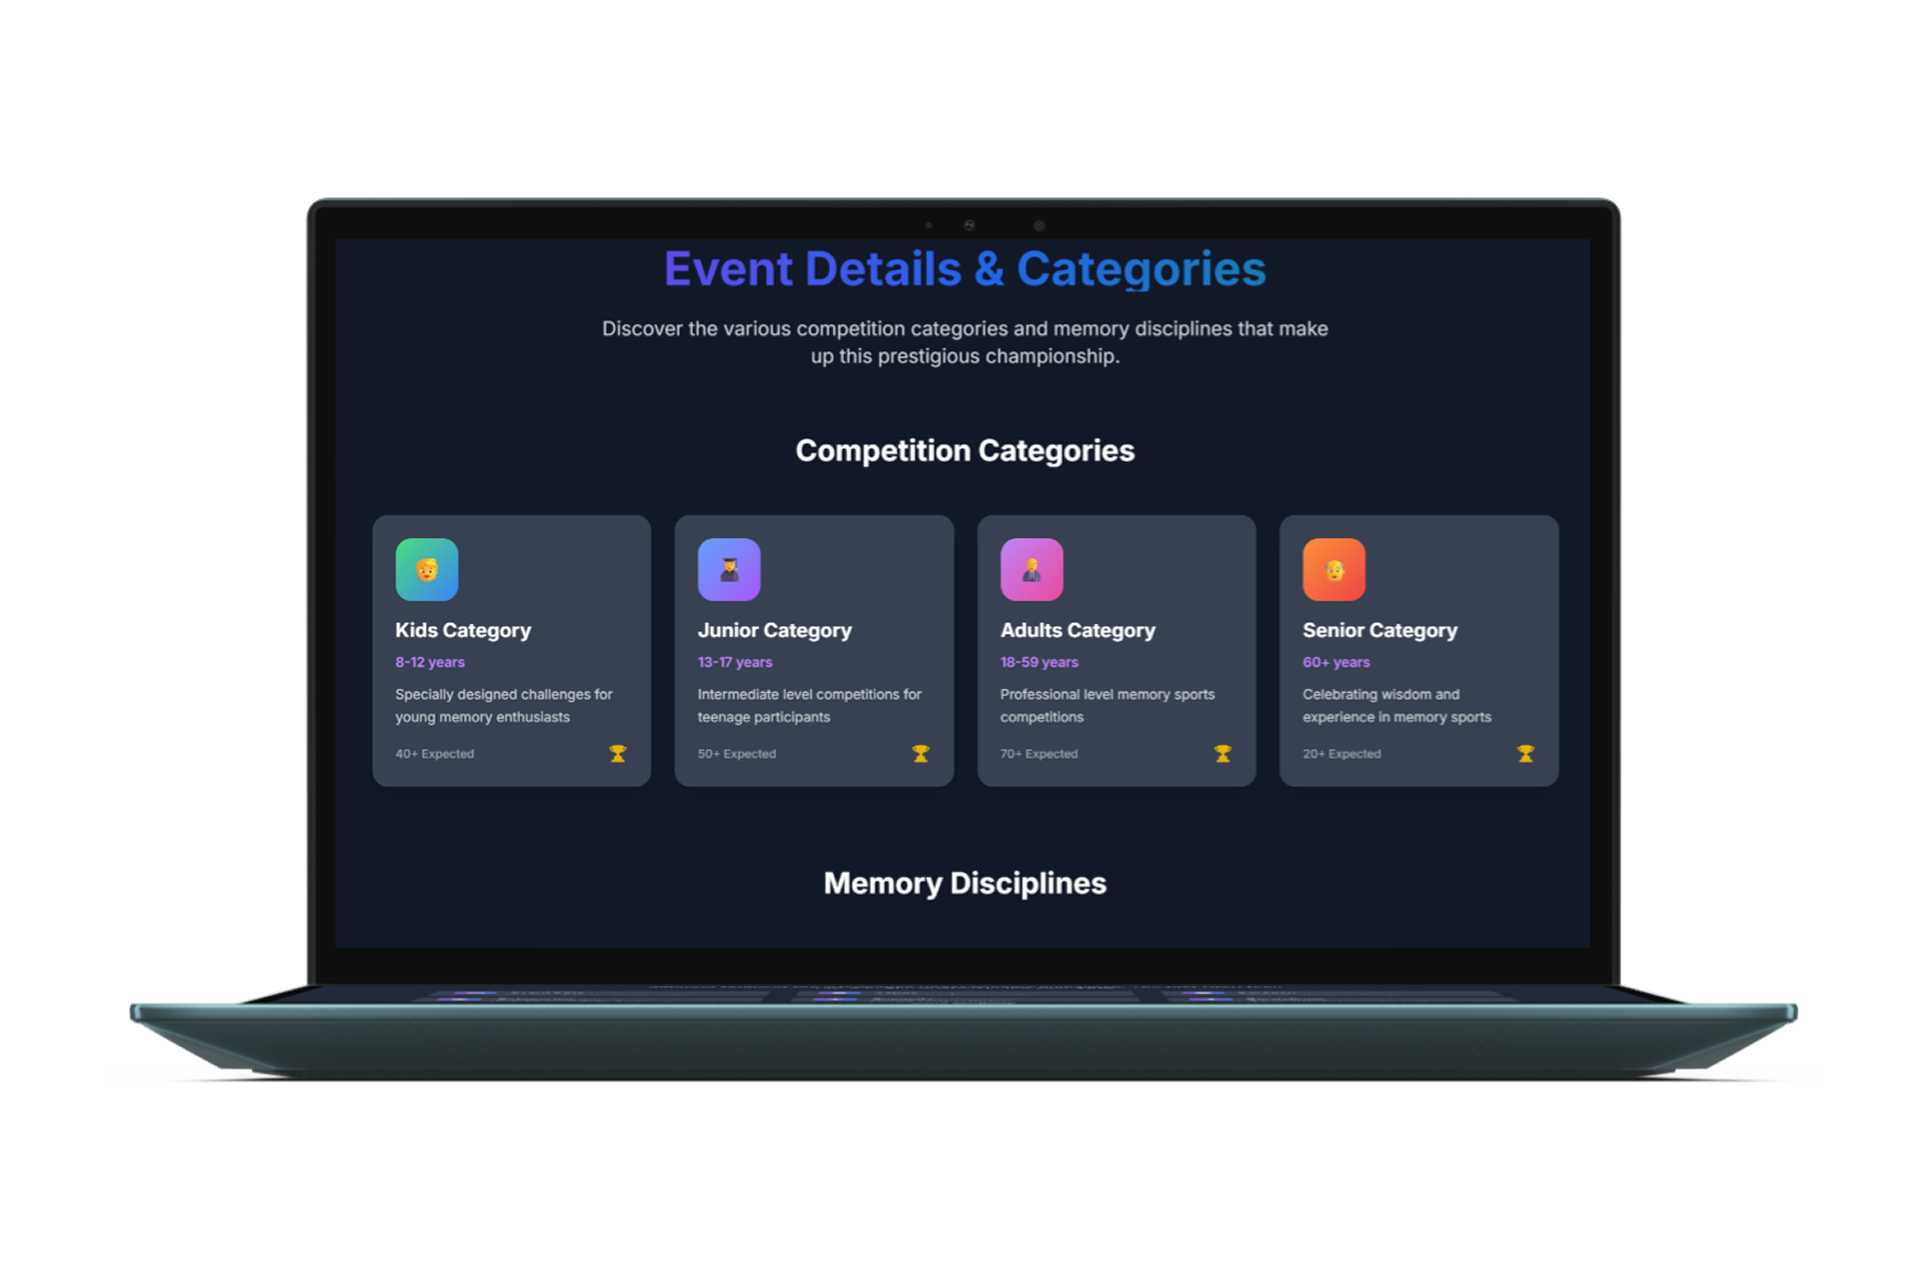 Event Details & Categories
Discover the various competition categories and memory disciplines that make
up this prestigious championship.
Competition Categories
Kids Category
8-12 years
Specially designed challenges for
young memory enthusiasts
40+ Expected
Junior Category
13-17 years
Intermediate level competitions for
teenage participants
50+ Expected
Adults Category
18-59 years
Professional level memory sports
competitions
70+ Expected
Senior Category
60+ years
Celebrating wisdom and
experience in memory sports
20+ Expected
Memory Disciplines